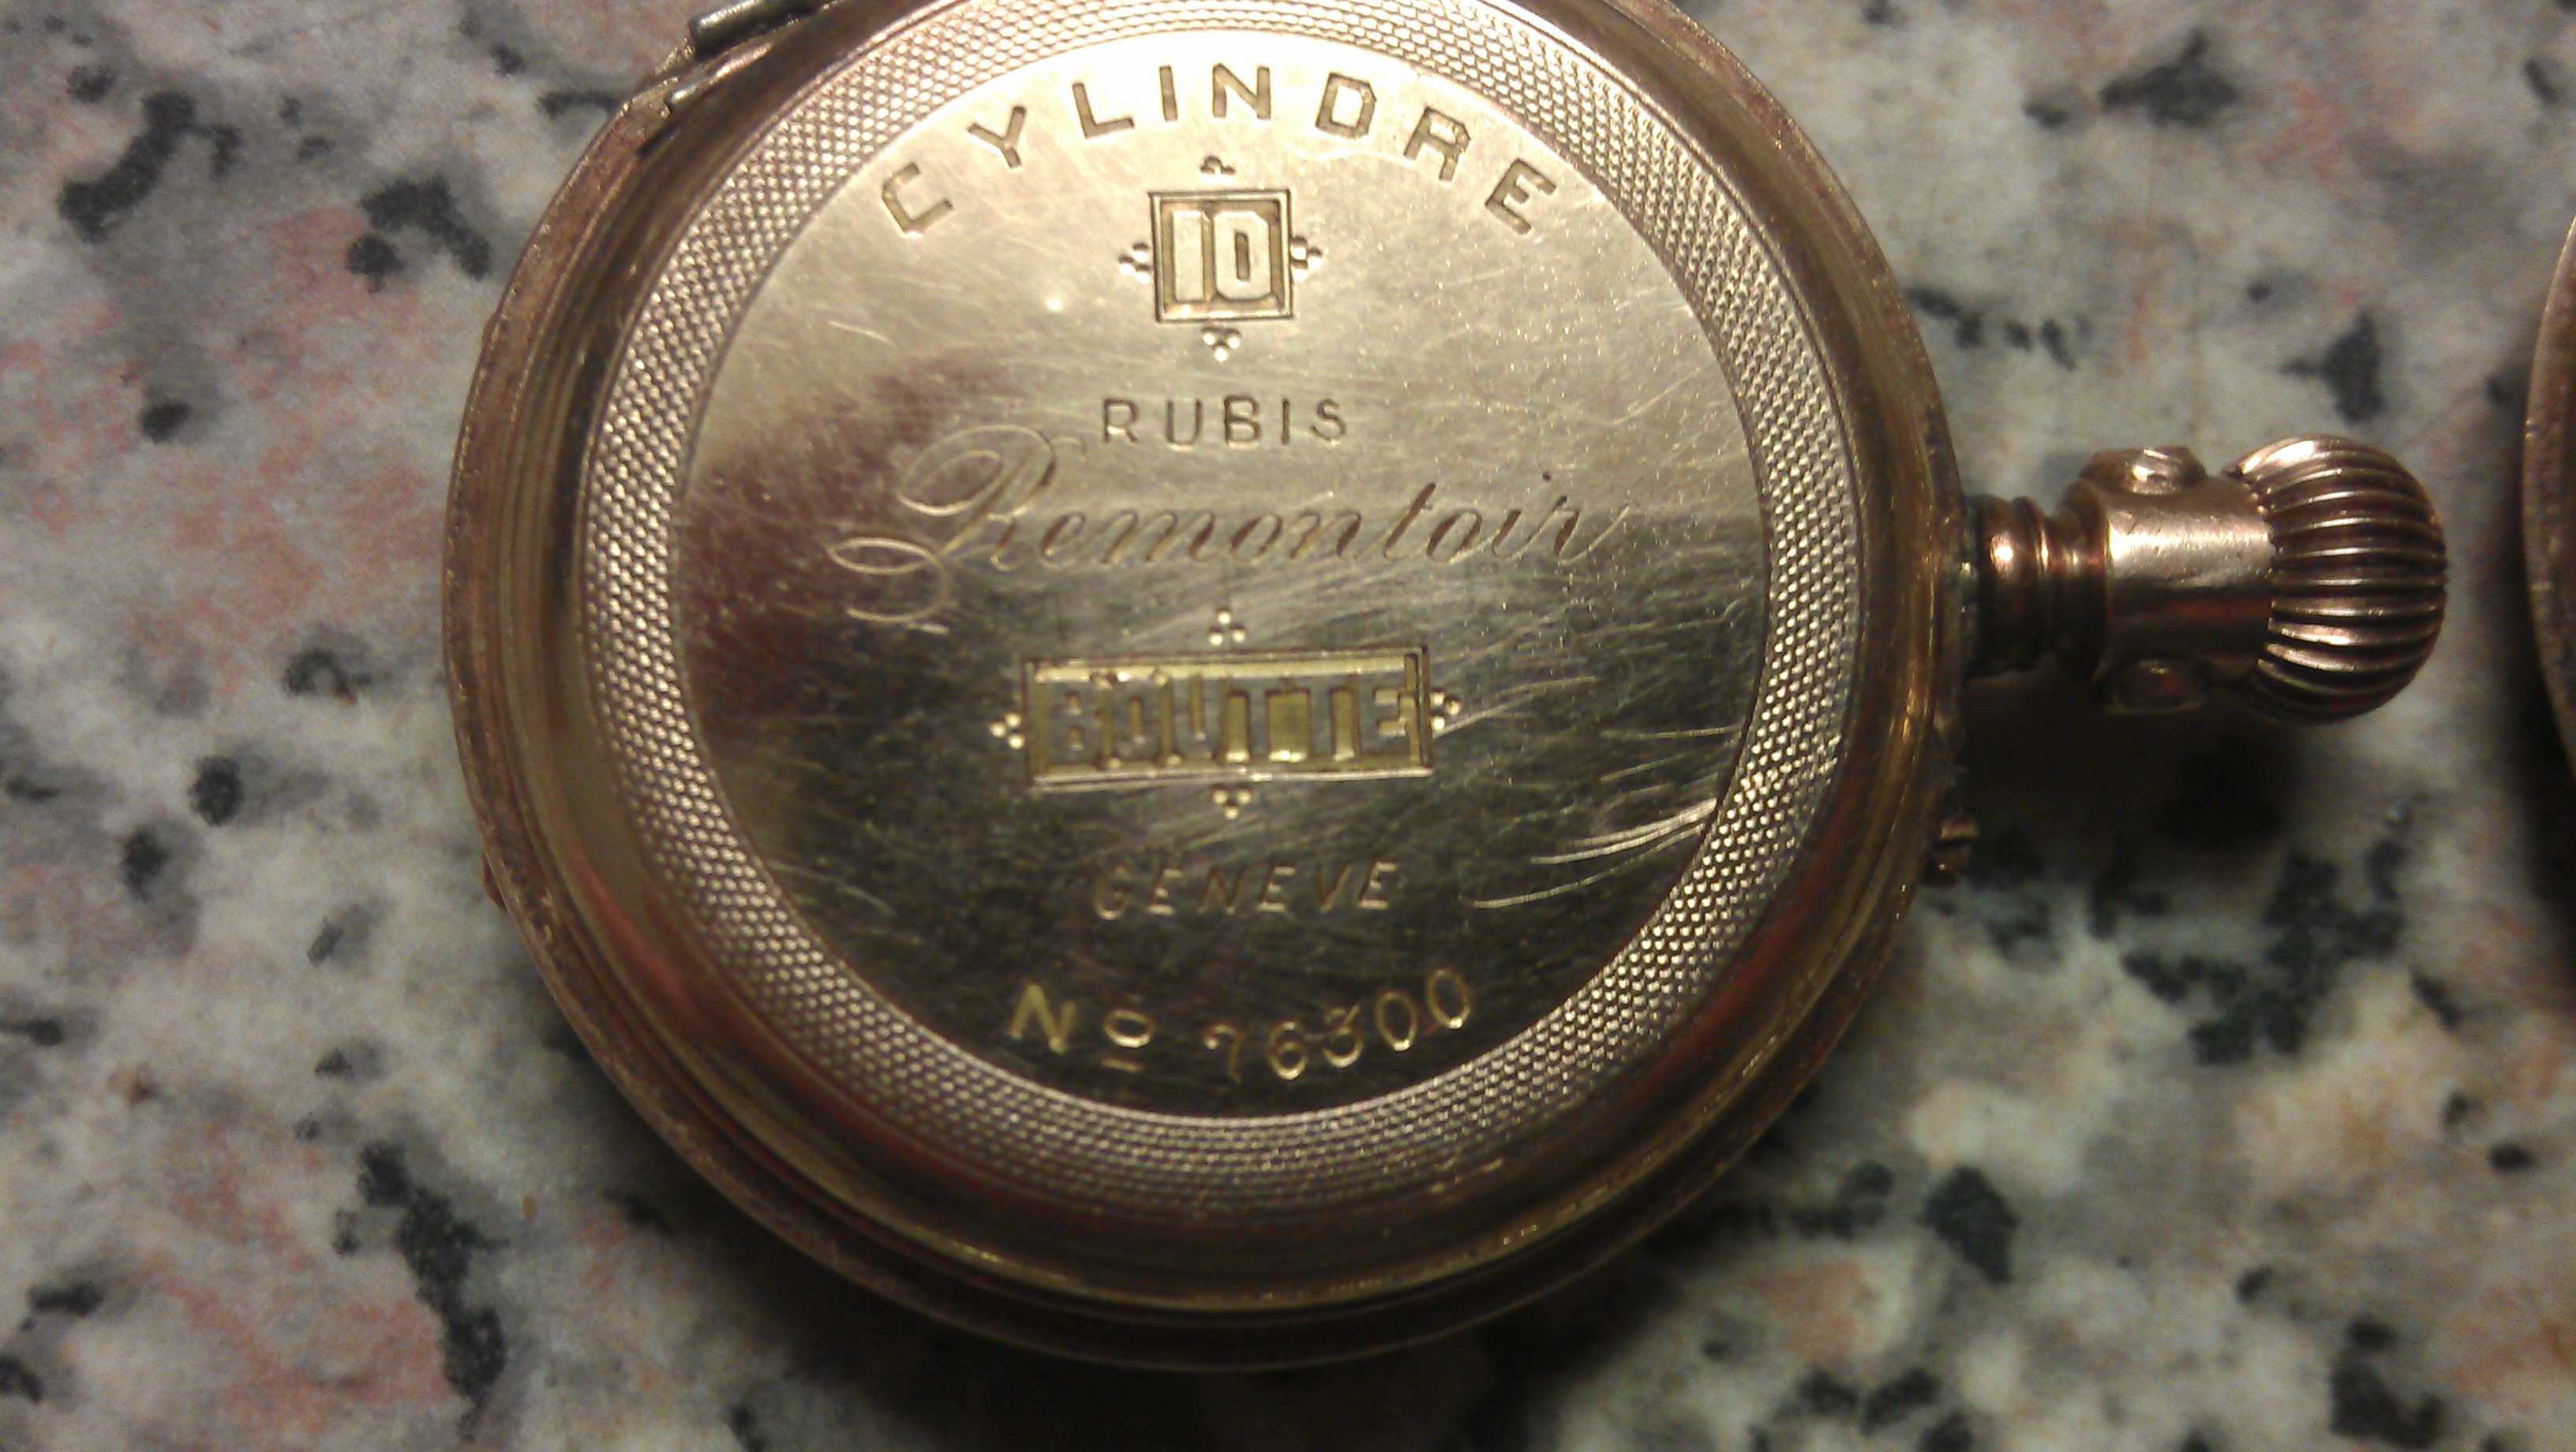 CYLINDRE
10
RUBIS
Remontoir
BOUTTE
GENEVE
No 76300